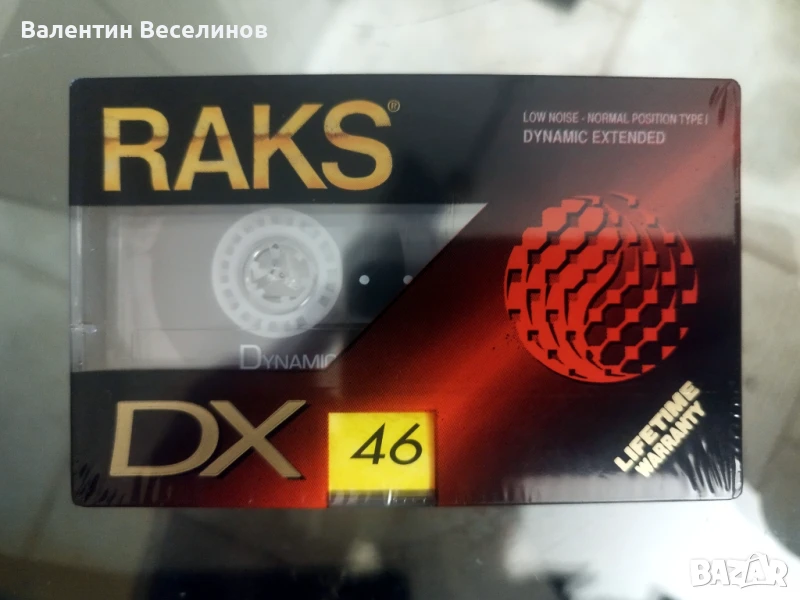 Валентин Веселинов
RAKS®
LOW NOISE - NORMAL POSITION TYPE I
DYNAMIC EXTENDED
DYNAMIC
DX
46
LIFETIME
WARRANTY
BAZAR